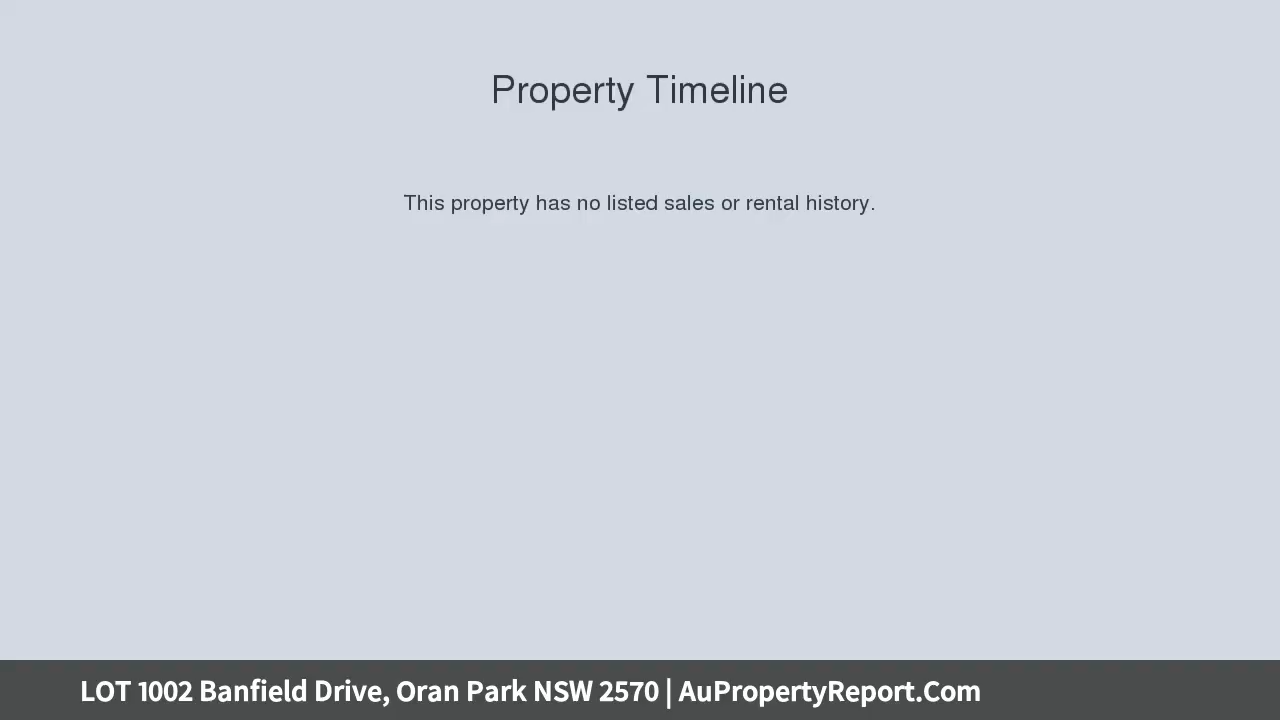 Property Timeline
This property has no listed sales or rental history.
LOT 1002 Banfield Drive, Oran Park NSW 2570 | AuPropertyReport.Com